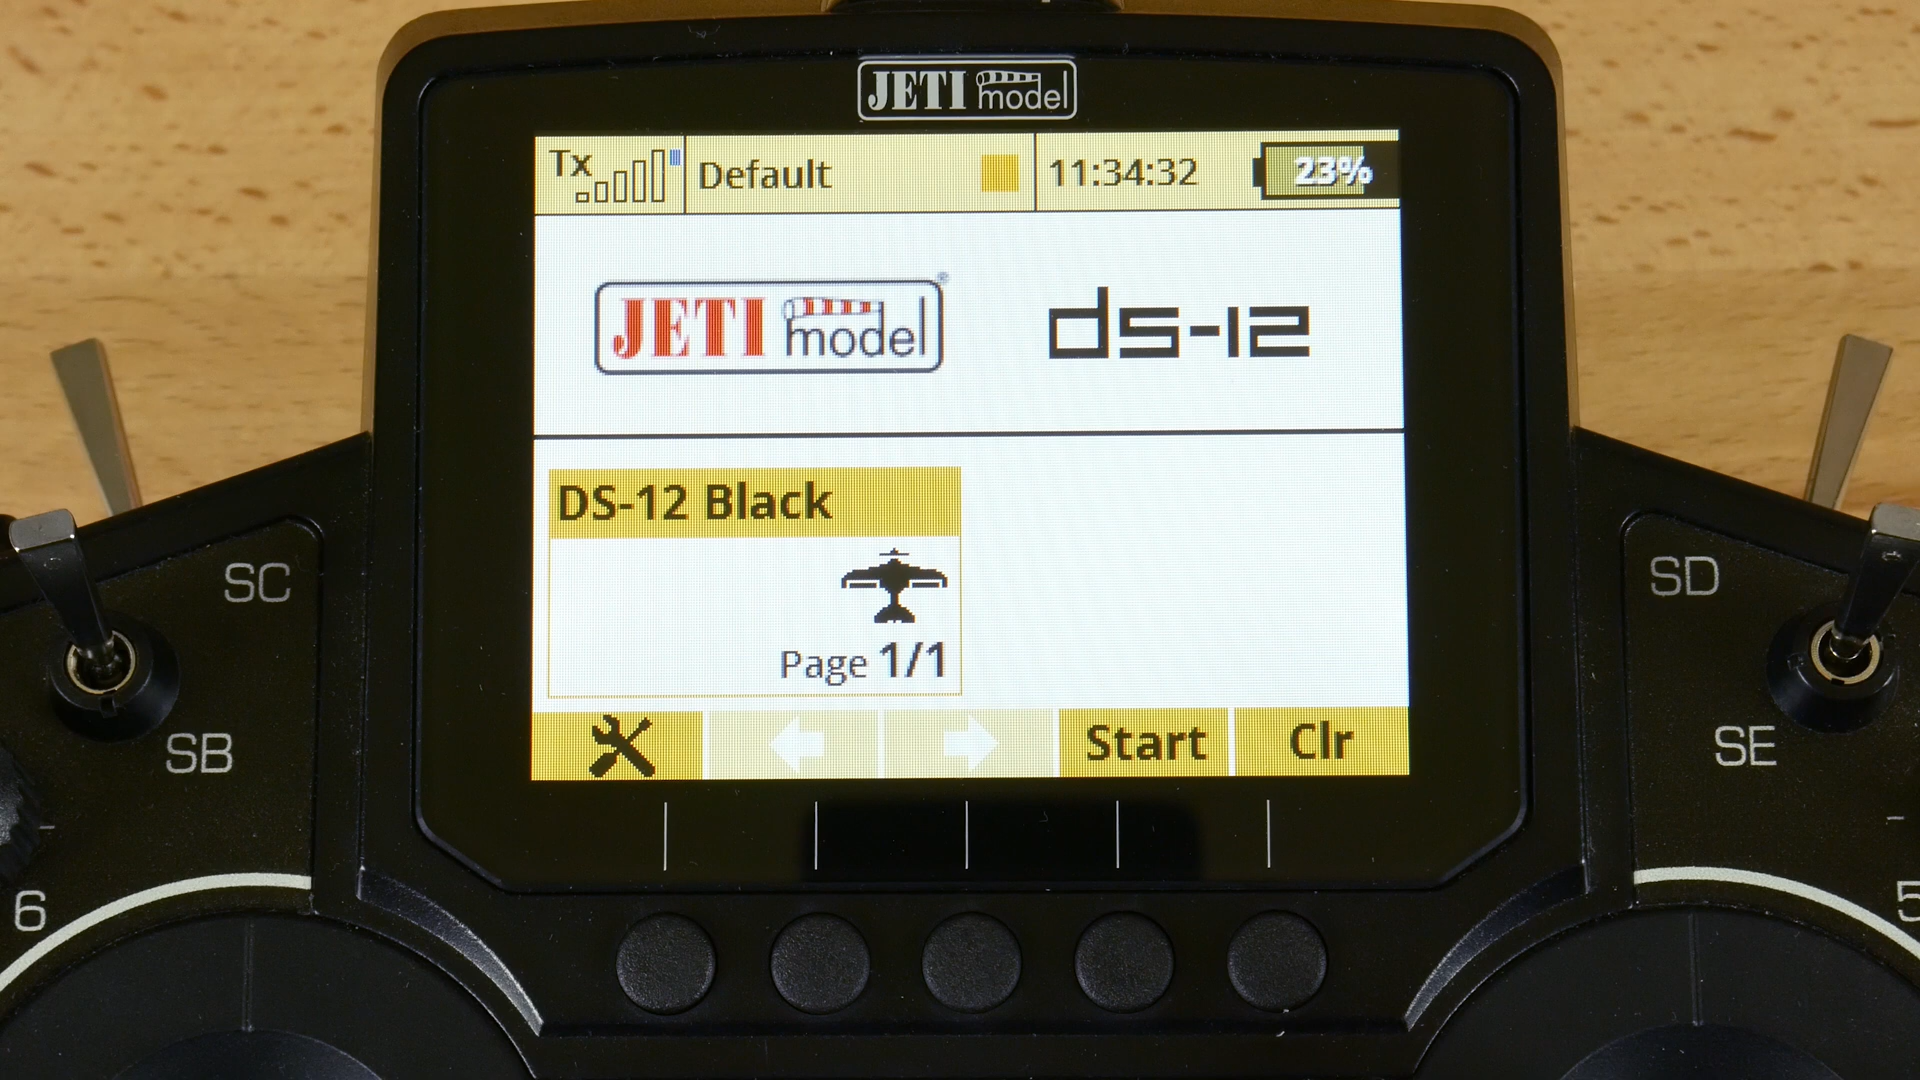 JETI model
Tx Default 11:34:32 23%
JETI model® ds-12
DS-12 Black
Page 1/1
Start Clr
SC
SD
SB
SE
6
5